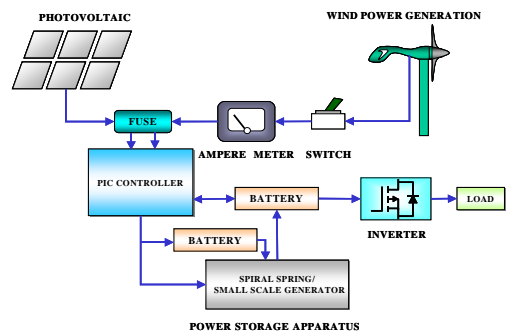 PHOTOVOLTAIC
WIND POWER GENERATION
FUSE
AMPERE METER
SWITCH
PIC CONTROLLER
BATTERY
LOAD
INVERTER
BATTERY
SPIRAL SPRING/
SMALL SCALE GENERATOR
POWER STORAGE APPARATUS